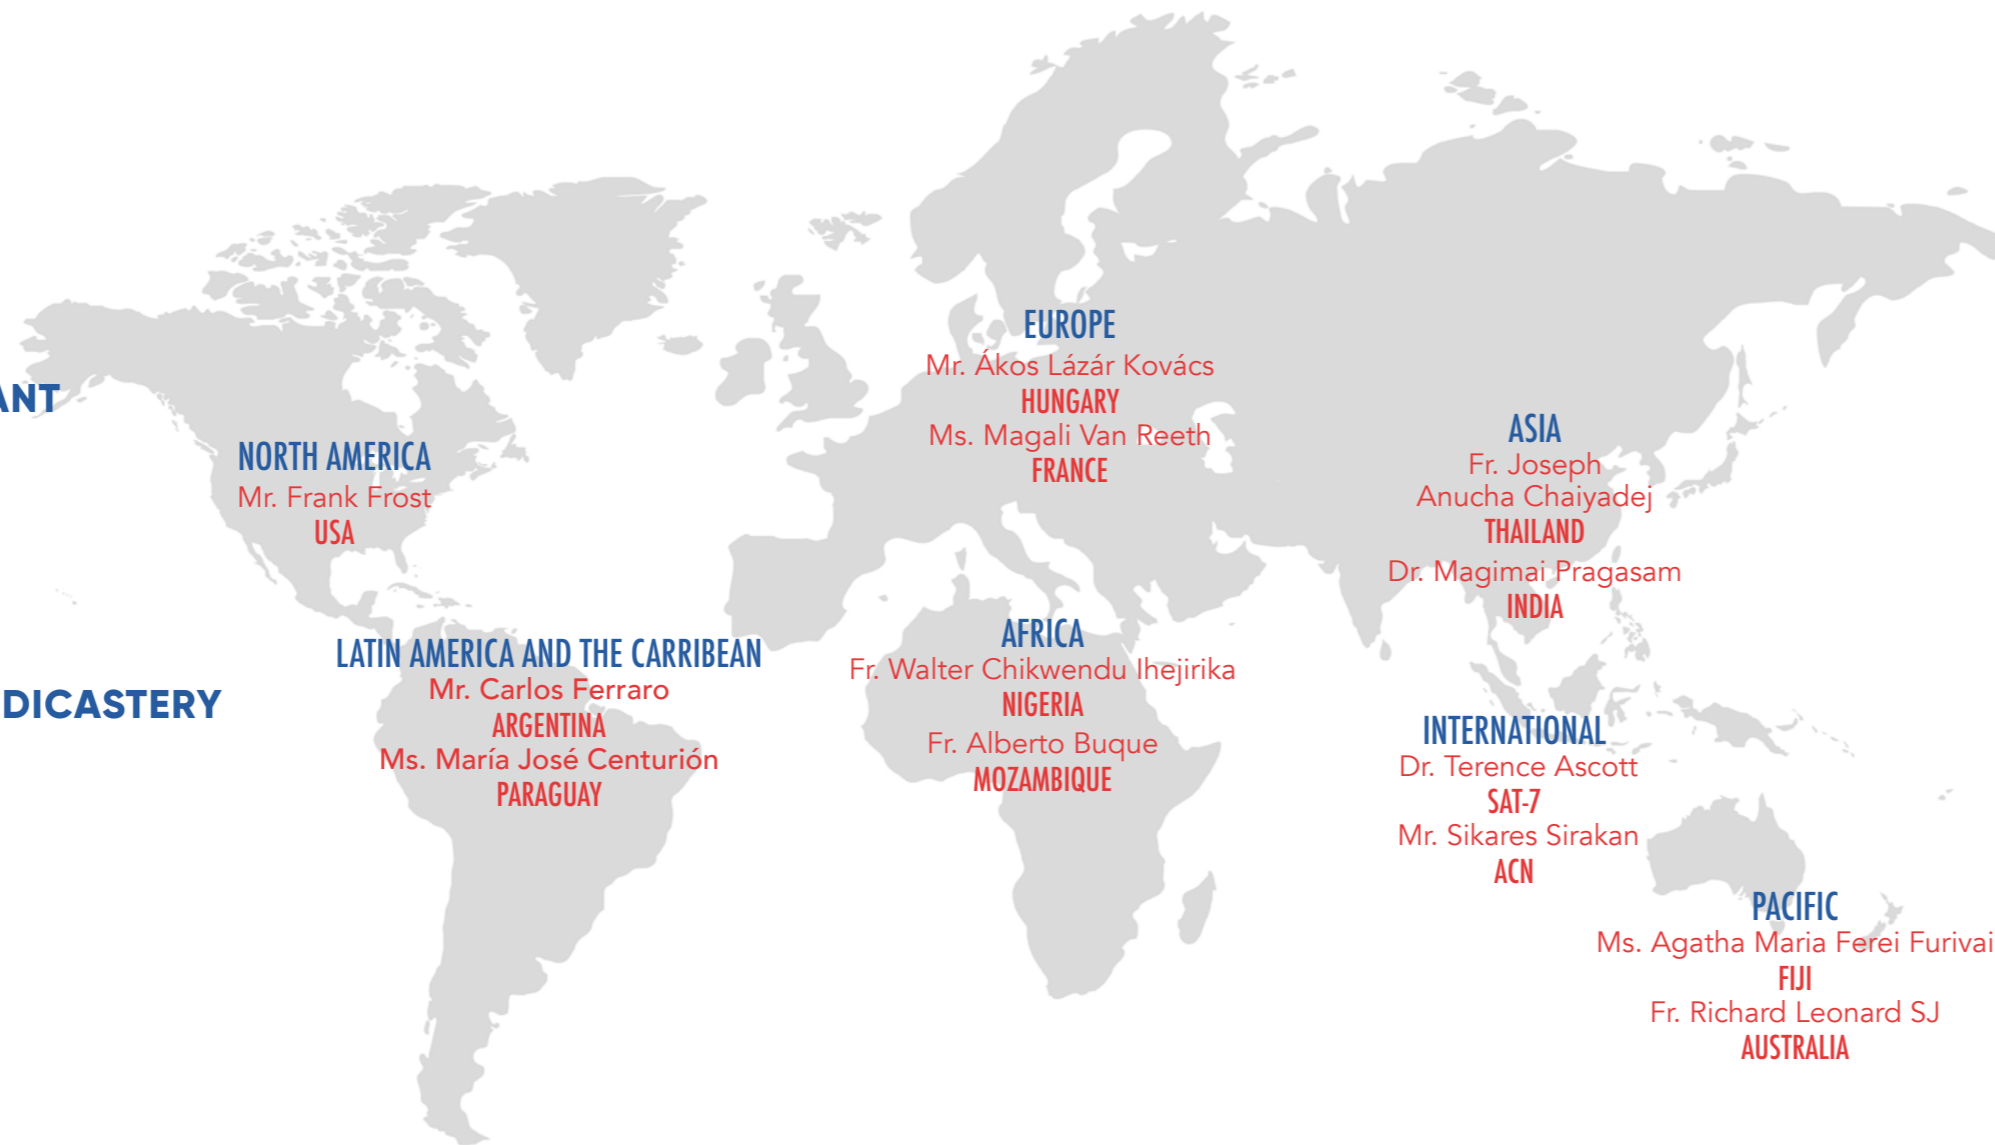 ANT
DICASTERY
NORTH AMERICA
Mr. Frank Frost
USA
LATIN AMERICA AND THE CARRIBEAN
Mr. Carlos Ferraro
ARGENTINA
Ms. María José Centurión
PARAGUAY
EUROPE
Mr. Ákos Lázár Kovács
HUNGARY
Ms. Magali Van Reeth
FRANCE
AFRICA
Fr. Walter Chikwendu Ihejirika
NIGERIA
Fr. Alberto Buque
MOZAMBIQUE
ASIA
Fr. Joseph
Anucha Chaiyadej
THAILAND
Dr. Magimai Pragasam
INDIA
INTERNATIONAL
Dr. Terence Ascott
SAT-7
Mr. Sikares Sirakan
ACN
PACIFIC
Ms. Agatha Maria Ferei Furivai
FIJI
Fr. Richard Leonard SJ
AUSTRALIA